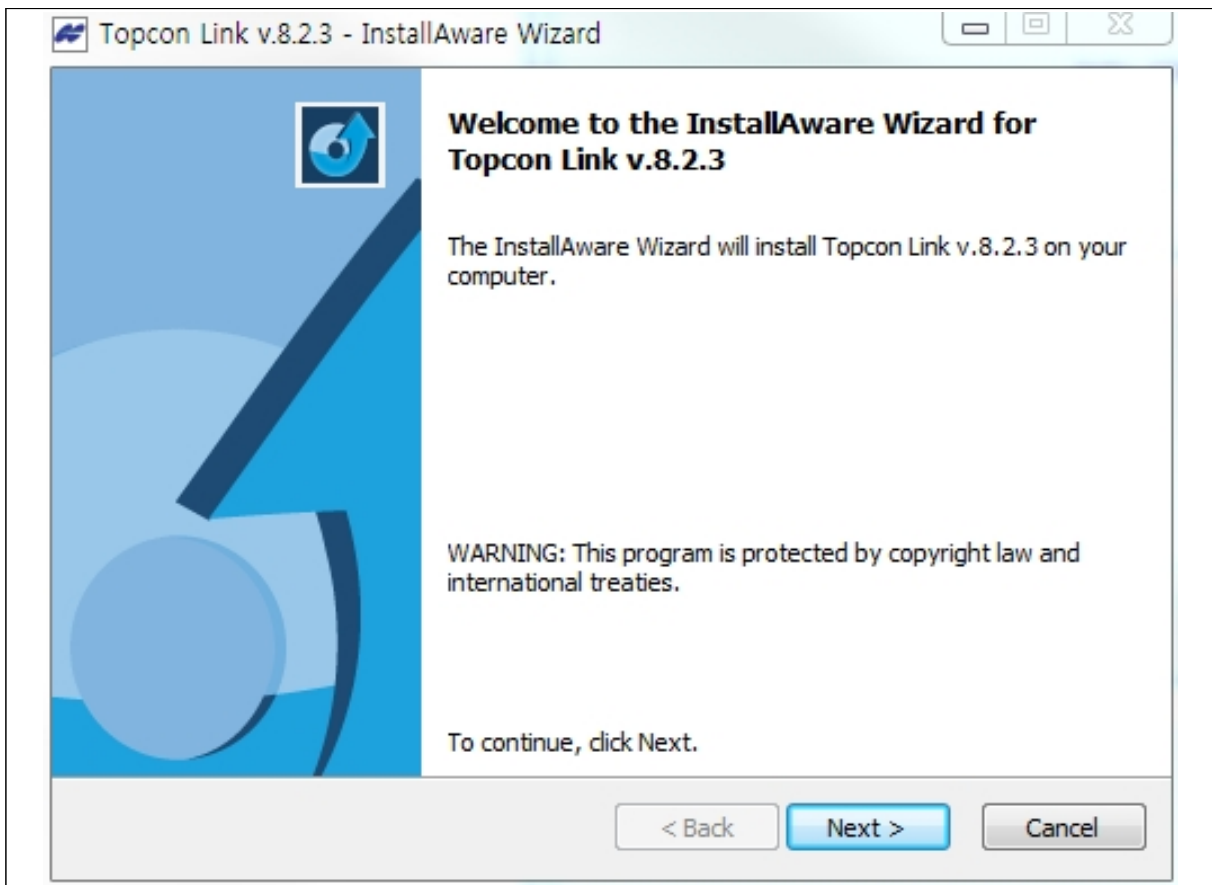 Topcon Link v.8.2.3 - InstallAware Wizard
Welcome to the InstallAware Wizard for
Topcon Link v.8.2.3
The InstallAware Wizard will install Topcon Link v.8.2.3 on your
computer.
WARNING: This program is protected by copyright law and
international treaties.
To continue, click Next.
< Back Next > Cancel